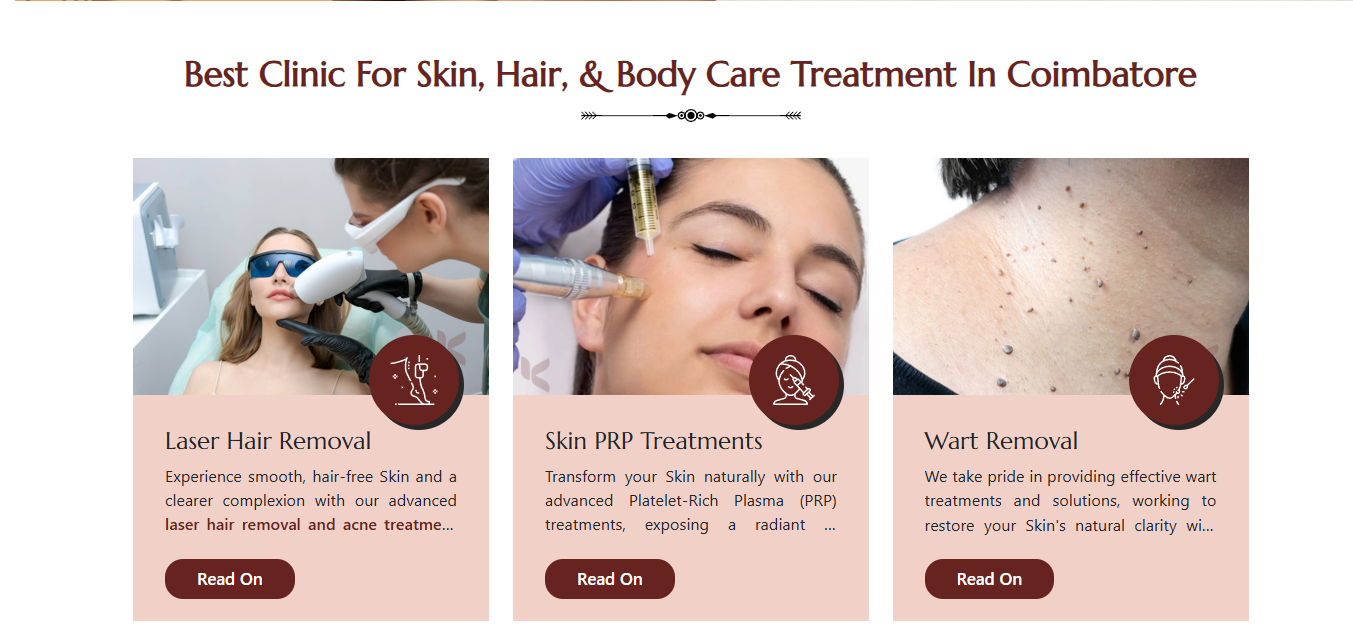 Best Clinic For Skin, Hair, & Body Care Treatment In Coimbatore
Laser Hair Removal
Experience smooth, hair-free Skin and a
clearer complexion with our advanced
laser hair removal and acne treatme...
Read On
Skin PRP Treatments
Transform your Skin naturally with our
advanced Platelet-Rich Plasma (PRP)
treatments, exposing a radiant ...
Read On
Wart Removal
We take pride in providing effective wart
treatments and solutions, working to
restore your Skin's natural clarity wi...
Read On